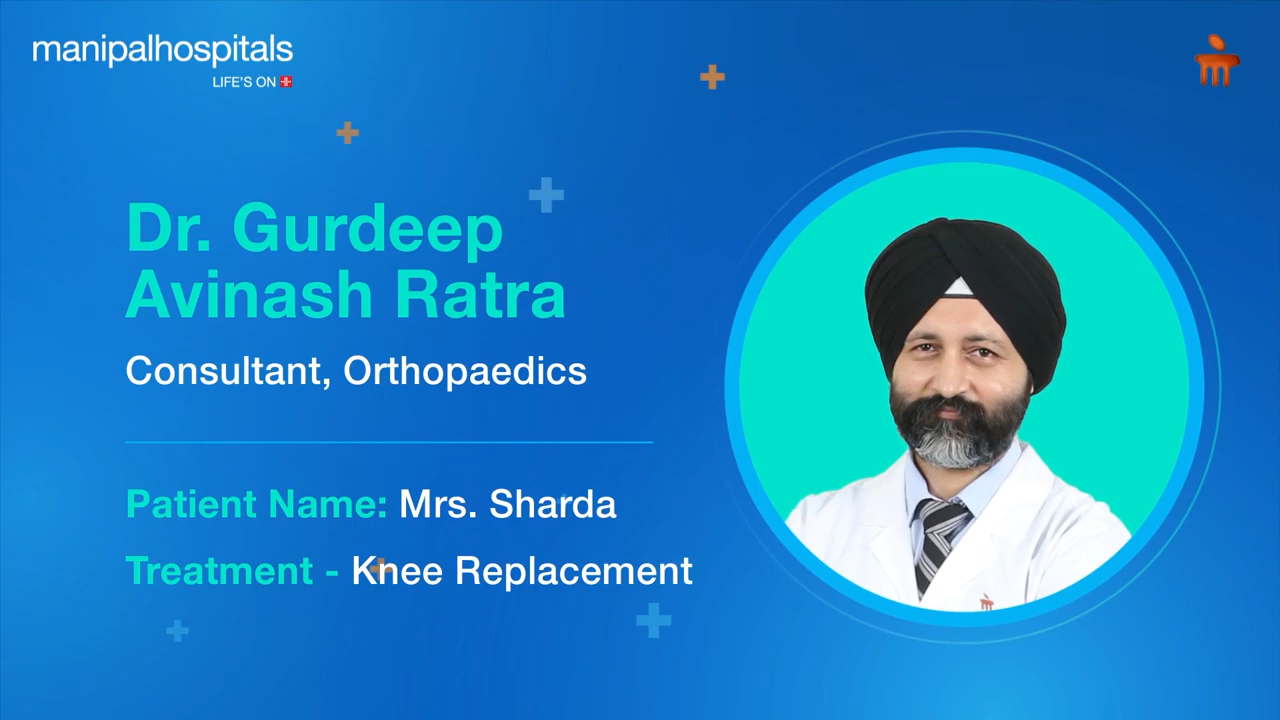 manipalhospitals
LIFE'S ON
Dr. Gurdeep
Avinash Ratra
Consultant, Orthopaedics
Patient Name: Mrs. Sharda
Treatment - Knee Replacement